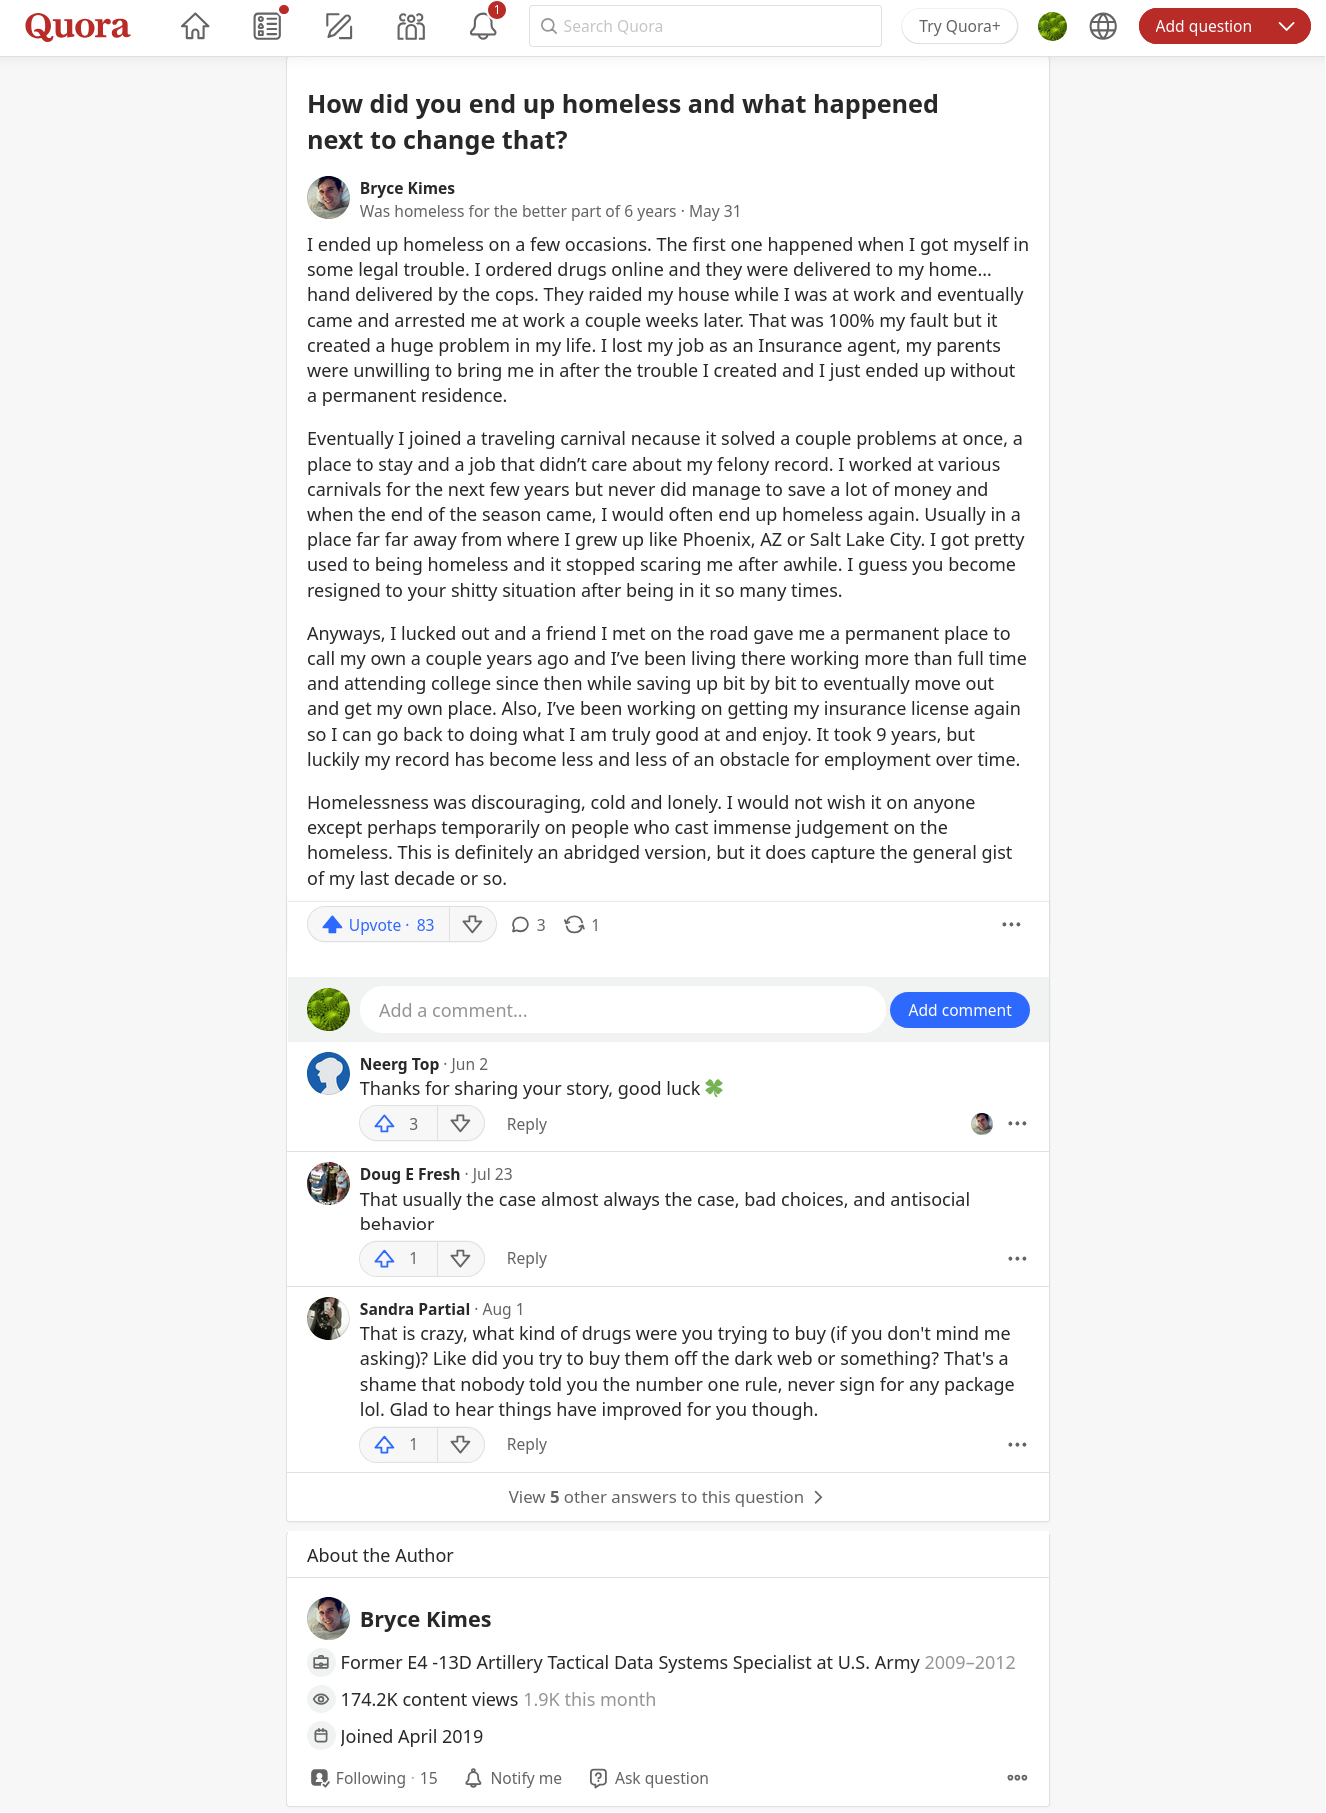 Quora
1
Search Quora
Try Quora+
Add question
How did you end up homeless and what happened
next to change that?
Bryce Kimes
Was homeless for the better part of 6 years · May 31
I ended up homeless on a few occasions. The first one happened when I got myself in
some legal trouble. I ordered drugs online and they were delivered to my home...
hand delivered by the cops. They raided my house while I was at work and eventually
came and arrested me at work a couple weeks later. That was 100% my fault but it
created a huge problem in my life. I lost my job as an Insurance agent, my parents
were unwilling to bring me in after the trouble I created and I just ended up without
a permanent residence.
Eventually I joined a traveling carnival necause it solved a couple problems at once, a
place to stay and a job that didn’t care about my felony record. I worked at various
carnivals for the next few years but never did manage to save a lot of money and
when the end of the season came, I would often end up homeless again. Usually in a
place far far away from where I grew up like Phoenix, AZ or Salt Lake City. I got pretty
used to being homeless and it stopped scaring me after awhile. I guess you become
resigned to your shitty situation after being in it so many times.
Anyways, I lucked out and a friend I met on the road gave me a permanent place to
call my own a couple years ago and I’ve been living there working more than full time
and attending college since then while saving up bit by bit to eventually move out
and get my own place. Also, I’ve been working on getting my insurance license again
so I can go back to doing what I am truly good at and enjoy. It took 9 years, but
luckily my record has become less and less of an obstacle for employment over time.
Homelessness was discouraging, cold and lonely. I would not wish it on anyone
except perhaps temporarily on people who cast immense judgement on the
homeless. This is definitely an abridged version, but it does capture the general gist
of my last decade or so.
Upvote · 83 3 1
Add a comment...
Add comment
Neerg Top · Jun 2
Thanks for sharing your story, good luck 🍀
3 Reply
Doug E Fresh · Jul 23
That usually the case almost always the case, bad choices, and antisocial
behavior
1 Reply
Sandra Partial · Aug 1
That is crazy, what kind of drugs were you trying to buy (if you don't mind me
asking)? Like did you try to buy them off the dark web or something? That's a
shame that nobody told you the number one rule, never sign for any package
lol. Glad to hear things have improved for you though.
1 Reply
View 5 other answers to this question
About the Author
Bryce Kimes
Former E4 -13D Artillery Tactical Data Systems Specialist at U.S. Army 2009–2012
174.2K content views 1.9K this month
Joined April 2019
Following · 15 Notify me Ask question